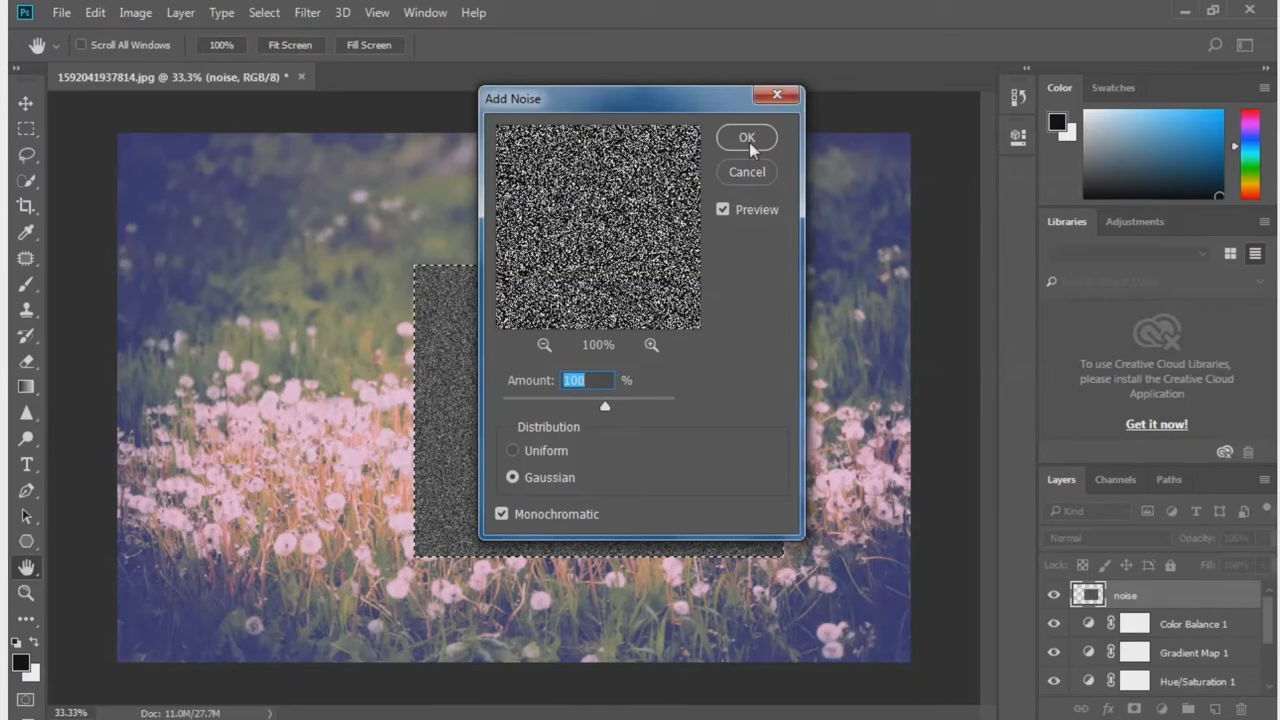 Ps File Edit Image Layer Type Select Filter 3D View Window Help
Scroll All Windows 100% Fit Screen Fill Screen
1592041937814.jpg @ 33.3% (noise, RGB/8) * ×
Add Noise
OK
Cancel
Preview
100%
Amount: 100 %
Distribution
Uniform
Gaussian
Monochromatic
Color Swatches
Libraries Adjustments
To use Creative Cloud Libraries,
please install the Creative Cloud
Application
Get it now!
Layers Channels Paths
Kind
Normal Opacity: 100%
Lock: Fill: 100%
noise
Color Balance 1
Gradient Map 1
Hue/Saturation 1
33.33% Doc: 11.0M/27.7M